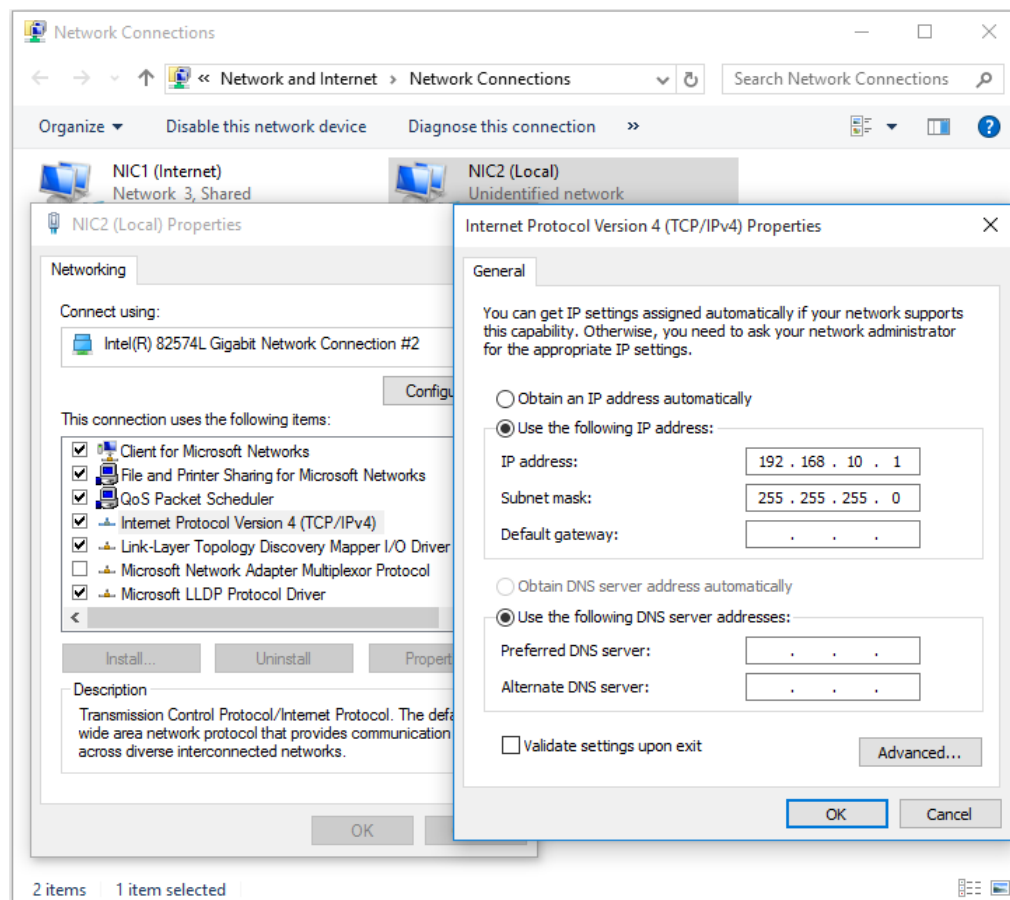 Network Connections
« Network and Internet > Network Connections
Search Network Connections
Organize
Disable this network device
Diagnose this connection
»
NIC1 (Internet)
Network 3, Shared
NIC2 (Local)
Unidentified network
NIC2 (Local) Properties
Networking
Connect using:
Intel(R) 82574L Gigabit Network Connection #2
Configu
This connection uses the following items:
Client for Microsoft Networks
File and Printer Sharing for Microsoft Networks
QoS Packet Scheduler
Internet Protocol Version 4 (TCP/IPv4)
Link-Layer Topology Discovery Mapper I/O Driver
Microsoft Network Adapter Multiplexor Protocol
Microsoft LLDP Protocol Driver
Install...
Uninstall
Propert
Description
Transmission Control Protocol/Internet Protocol. The defa
wide area network protocol that provides communication
across diverse interconnected networks.
OK
Internet Protocol Version 4 (TCP/IPv4) Properties
General
You can get IP settings assigned automatically if your network supports
this capability. Otherwise, you need to ask your network administrator
for the appropriate IP settings.
Obtain an IP address automatically
Use the following IP address:
IP address:
192 . 168 . 10 . 1
Subnet mask:
255 . 255 . 255 . 0
Default gateway:
. . .
Obtain DNS server address automatically
Use the following DNS server addresses:
Preferred DNS server:
. . .
Alternate DNS server:
. . .
Validate settings upon exit
Advanced...
OK
Cancel
2 items
1 item selected